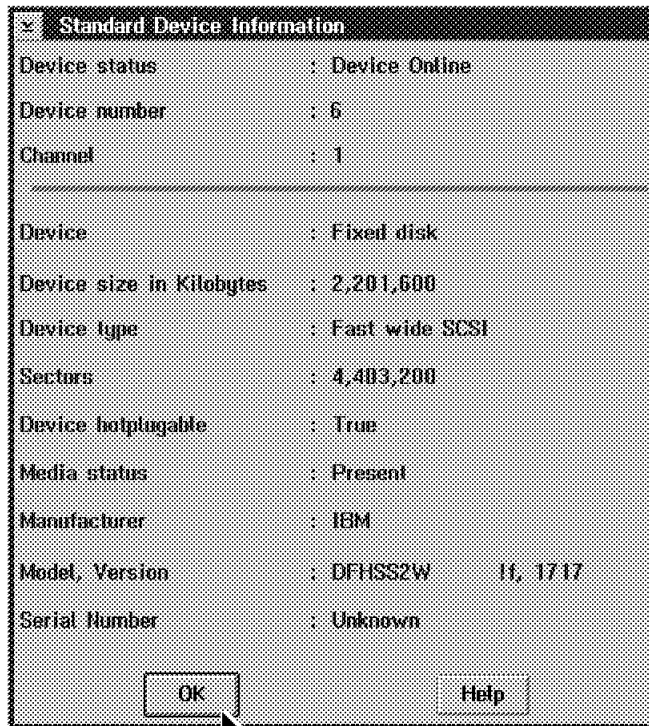 Standard Device Information
Device status : Device Online
Device number : 6
Channel : 1
Device : Fixed disk
Device size in Kilobytes : 2,201,600
Device type : Fast wide SCSI
Sectors : 4,403,200
Device hotplugable : True
Media status : Present
Manufacturer : IBM
Model, Version : DFHSS2W !f, 1717
Serial Number : Unknown
OK Help